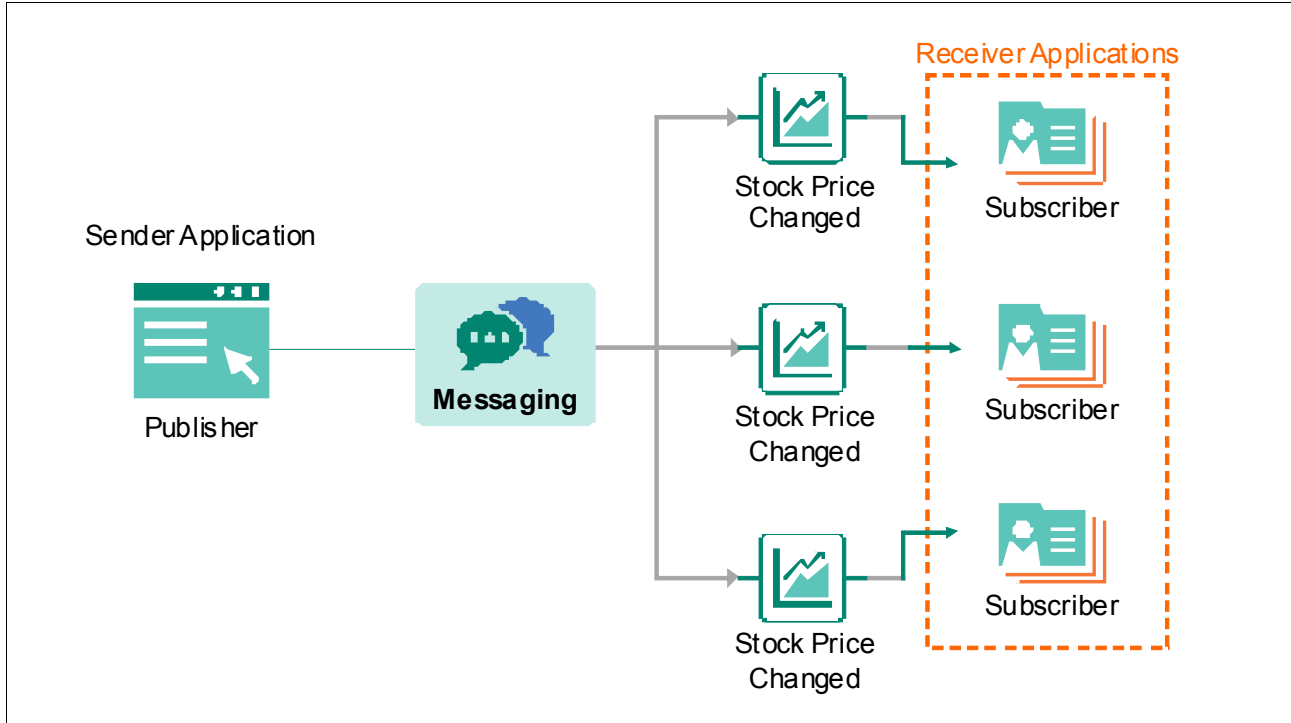 Receiver Applications
Stock Price
Changed
Subscriber
Sender Application
Publisher
Messaging
Stock Price
Changed
Subscriber
Stock Price
Changed
Subscriber